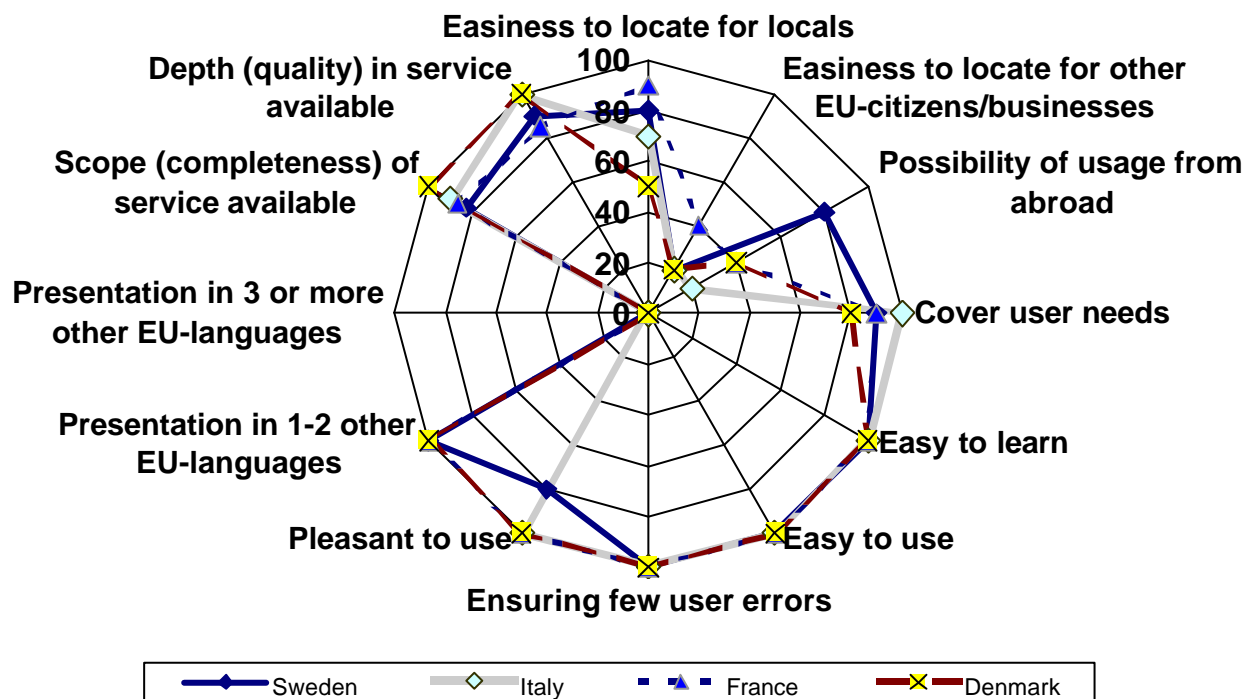 Easiness to locate for locals
Depth (quality) in service
available
Easiness to locate for other
EU-citizens/businesses
Scope (completeness) of
service available
Possibility of usage from
abroad
Presentation in 3 or more
other EU-languages
Cover user needs
Presentation in 1-2 other
EU-languages
Easy to learn
Pleasant to use
Easy to use
Ensuring few user errors
100
80
60
40
20
0
Sweden
Italy
France
Denmark